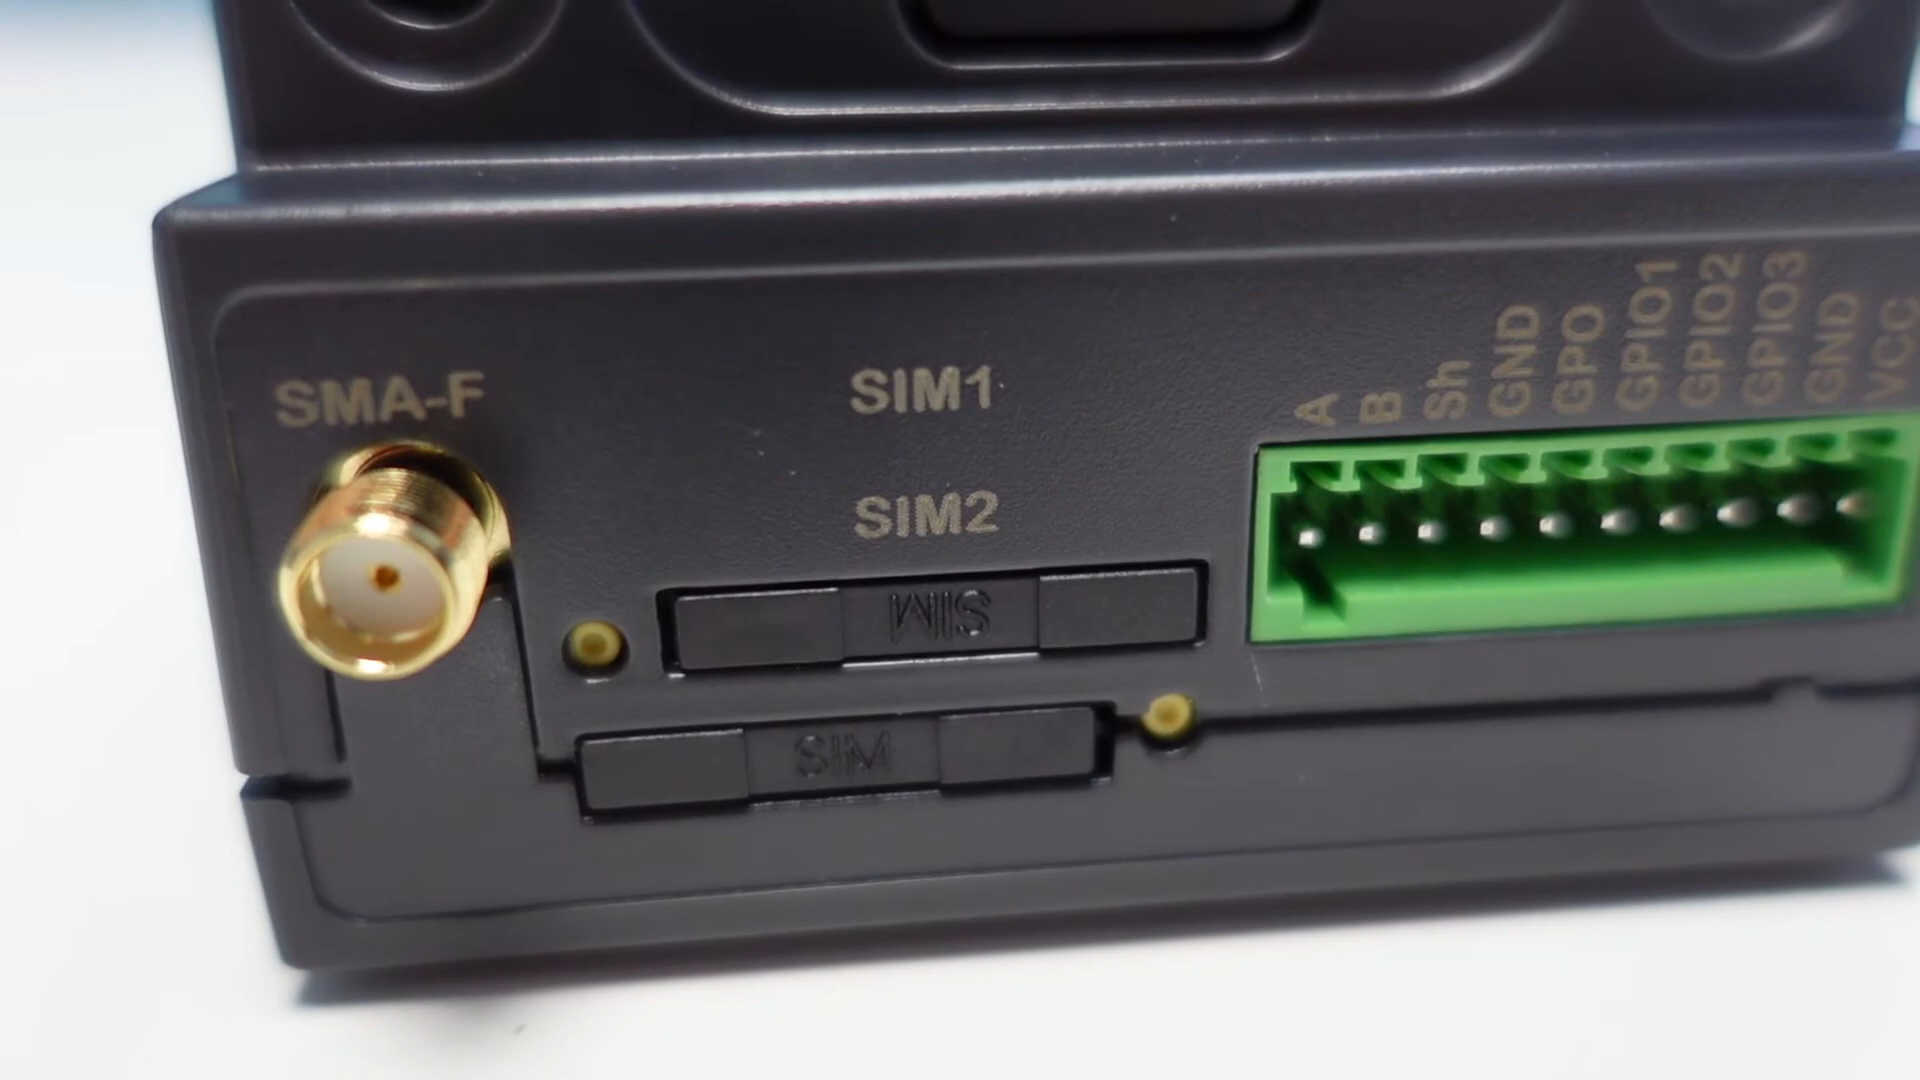 SMA-F
SIM1
SIM2
A
B
Sh
GND
GPO
GPIO1
GPIO2
GPIO3
GND
VCC
SIM
SIM